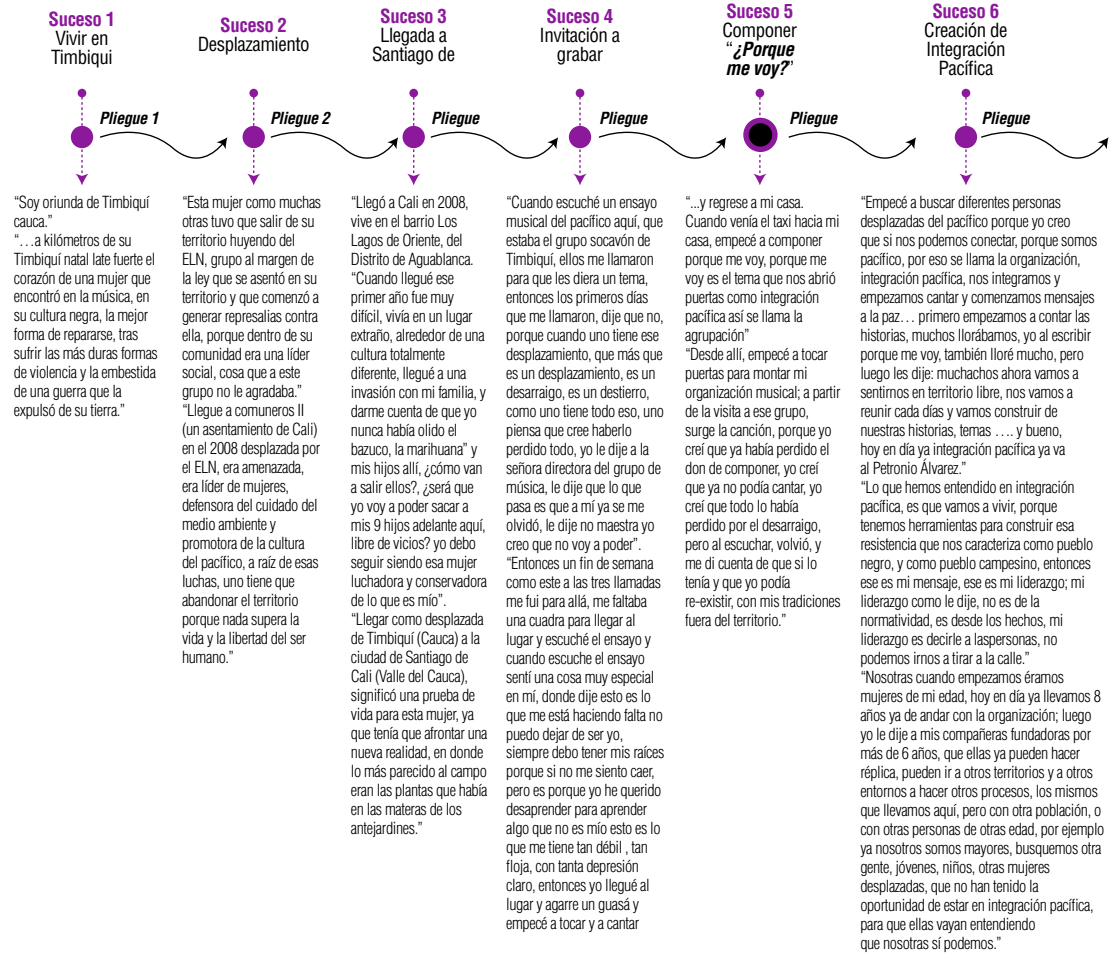 Suceso 1
Vivir en
Timbiqui
Suceso 2
Desplazamiento
Suceso 3
Llegada a
Santiago de
Suceso 4
Invitación a
grabar
Suceso 5
Componer
“¿Porque
me voy?”
Suceso 6
Creación de
Integración
Pacífica
Pliegue 1
Pliegue 2
Pliegue
Pliegue
Pliegue
Pliegue
“Soy oriunda de Timbiquí
cauca.”
“…a kilómetros de su
Timbiquí natal late fuerte el
corazón de una mujer que
encontró en la música, en
su cultura negra, la mejor
forma de repararse, tras
sufrir las más duras formas
de violencia y la embestida
de una guerra que la
expulsó de su tierra.”
“Esta mujer como muchas
otras tuvo que salir de su
territorio huyendo del
ELN, grupo al margen de
la ley que se asentó en su
territorio y que comenzó a
generar represalias contra
ella, porque dentro de su
comunidad era una líder
social, cosa que a este
grupo no le agradaba.”
“Llegue a comuneros II
(un asentamiento de Cali)
en el 2008 desplazada por
el ELN, era amenazada,
era líder de mujeres,
defensora del cuidado del
medio ambiente y
promotora de la cultura
del pacífico, a raíz de esas
luchas, uno tiene que
abandonar el territorio
porque nada supera la
vida y la libertad del ser
humano.”
“Llegó a Cali en 2008,
vive en el barrio Los
Lagos de Oriente, del
Distrito de Aguablanca.
“Cuando llegué ese
primer año fue muy
difícil, vivía en un lugar
extraño, alrededor de una
cultura totalmente
diferente, llegué a una
invasión con mi familia, y
darme cuenta de que yo
nunca había olido el
bazuco, la marihuana” y
mis hijos allí, ¿cómo van
a salir ellos?, ¿será que
yo voy a poder sacar a
mis 9 hijos adelante aquí,
libre de vicios? yo debo
seguir siendo esa mujer
luchadora y conservadora
de lo que es mío”.
“Llegar como desplazada
de Timbiquí (Cauca) a la
ciudad de Santiago de
Cali (Valle del Cauca),
significó una prueba de
vida para esta mujer, ya
que tenía que afrontar una
nueva realidad, en donde
lo más parecido al campo
eran las plantas que había
en las materas de los
antejardines.”
“Cuando escuché un ensayo
musical del pacífico aquí, que
estaba el grupo socavón de
Timbiquí, ellos me llamaron
para que les diera un tema,
entonces los primeros días
que me llamaron, dije que no,
porque cuando uno tiene ese
desplazamiento, que más que
es un desplazamiento, es un
desarraigo, es un destierro,
como uno tiene todo eso, uno
piensa que cree haberlo
perdido todo, yo le dije a la
señora directora del grupo de
música, le dije que lo que
pasa es que a mí ya se me
olvidó, le dije no maestra yo
creo que no voy a poder”.
“Entonces un fin de semana
como este a las tres llamadas
me fui para allá, me faltaba
una cuadra para llegar al
lugar y escuché el ensayo y
cuando escuche el ensayo
sentí una cosa muy especial
en mí, donde dije esto es lo
que me está haciendo falta no
puedo dejar de ser yo,
siempre debo tener mis raíces
porque si no me siento caer,
pero es porque yo he querido
desaprender para aprender
algo que no es mío esto es lo
que me tiene tan débil , tan
floja, con tanta depresión
claro, entonces yo llegué al
lugar y agarre un guasá y
empecé a tocar y a cantar
“...y regrese a mi casa.
Cuando venía el taxi hacia mi
casa, empecé a componer
porque me voy, porque me
voy es el tema que nos abrió
puertas como integración
pacífica así se llama la
agrupación”
“Desde allí, empecé a tocar
puertas para montar mi
organización musical; a partir
de la visita a ese grupo,
surge la canción, porque yo
creí que ya había perdido el
don de componer, yo creí
que ya no podía cantar, yo
creí que todo lo había
perdido por el desarraigo,
pero al escuchar, volvió, y
me di cuenta de que si lo
tenía y que yo podía
re-existir, con mis tradiciones
fuera del territorio.”
“Empecé a buscar diferentes personas
desplazadas del pacífico porque yo creo
que si nos podemos conectar, porque somos
pacífico, por eso se llama la organización,
integración pacífica, nos integramos y
empezamos cantar y comenzamos mensajes
a la paz… primero empezamos a contar las
historias, muchos llorábamos, yo al escribir
porque me voy, también lloré mucho, pero
luego les dije: muchachos ahora vamos a
sentirnos en territorio libre, nos vamos a
reunir cada días y vamos construir de
nuestras historias, temas …. y bueno,
hoy en día ya integración pacífica ya va
al Petronio Álvarez.”
“Lo que hemos entendido en integración
pacífica, es que vamos a vivir, porque
tenemos herramientas para construir esa
resistencia que nos caracteriza como pueblo
negro, y como pueblo campesino, entonces
ese es mi mensaje, ese es mi liderazgo; mi
liderazgo como le dije, no es de la
normatividad, es desde los hechos, mi
liderazgo es decirle a laspersonas, no
podemos irnos a tirar a la calle.”
“Nosotras cuando empezamos éramos
mujeres de mi edad, hoy en día ya llevamos 8
años ya de andar con la organización; luego
yo le dije a mis compañeras fundadoras por
más de 6 años, que ellas ya pueden hacer
réplica, pueden ir a otros territorios y a otros
entornos a hacer otros procesos, los mismos
que llevamos aquí, pero con otra población, o
con otras personas de otras edad, por ejemplo
ya nosotros somos mayores, busquemos otra
gente, jóvenes, niños, otras mujeres
desplazadas, que no han tenido la
oportunidad de estar en integración pacífica,
para que ellas vayan entendiendo
que nosotras sí podemos.”